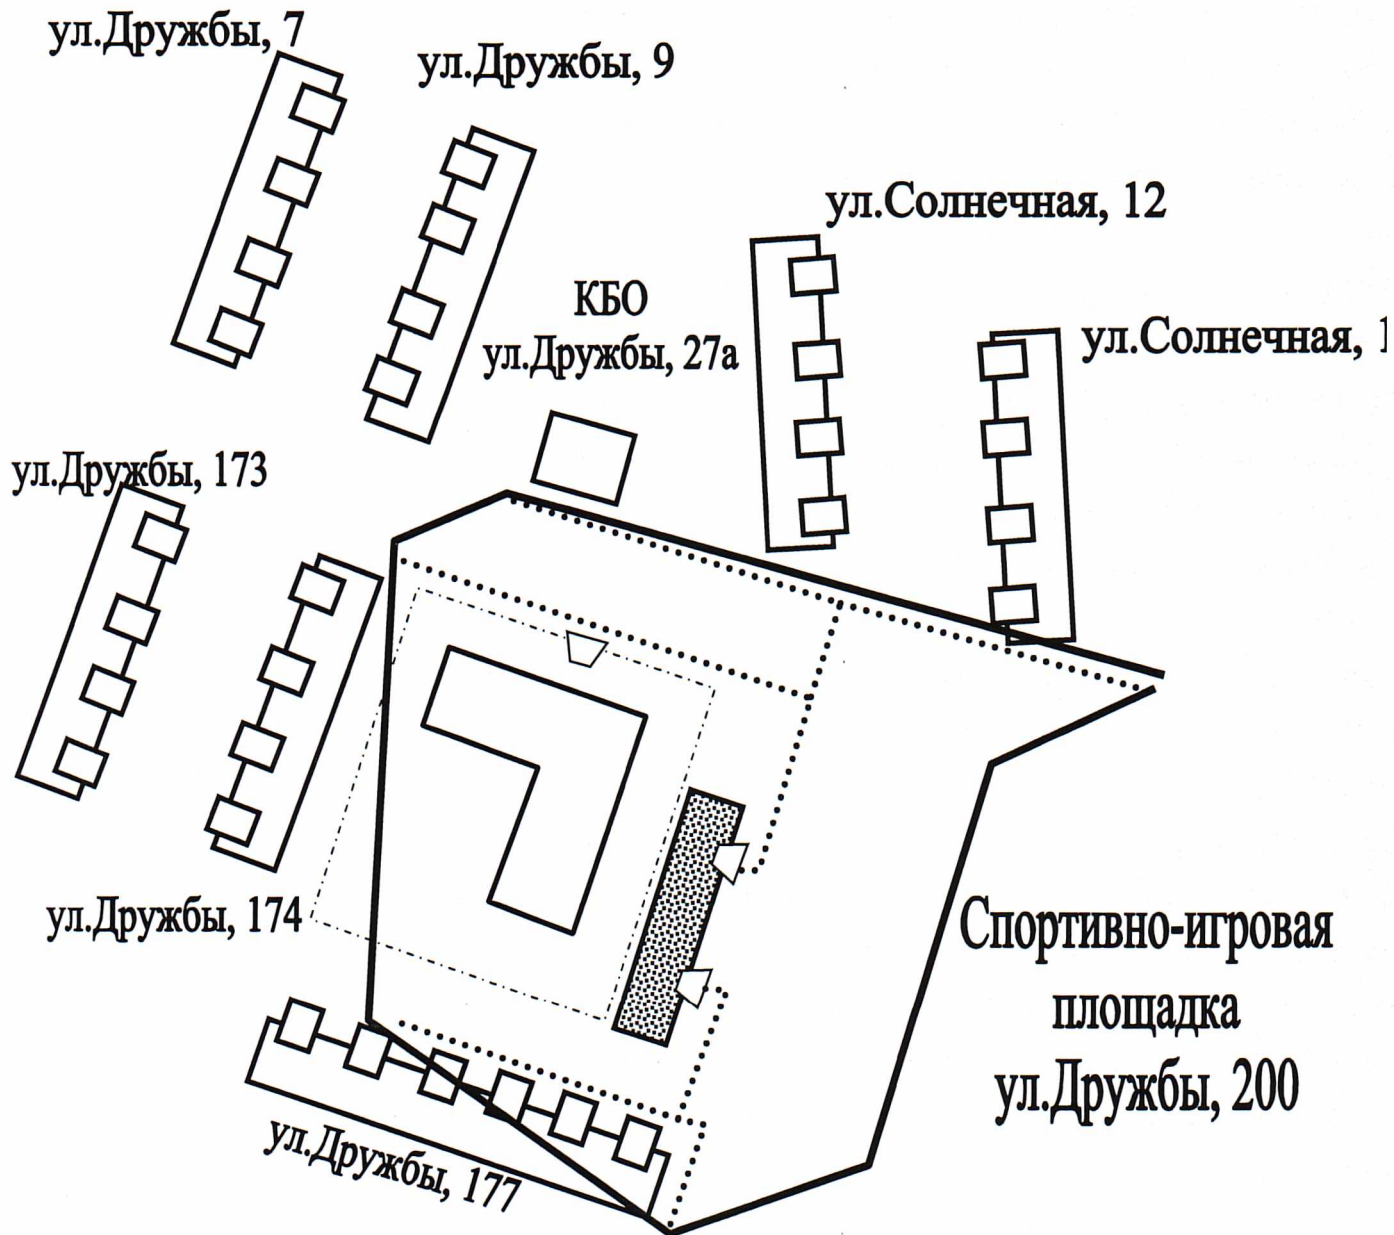 ул.Дружбы, 7
ул.Дружбы, 9
ул.Солнечная, 12
КБО
ул.Дружбы, 27а
ул.Солнечная, 1
ул.Дружбы, 173
ул.Дружбы, 174
Спортивно-игровая
площадка
ул.Дружбы, 200
ул.Дружбы, 177